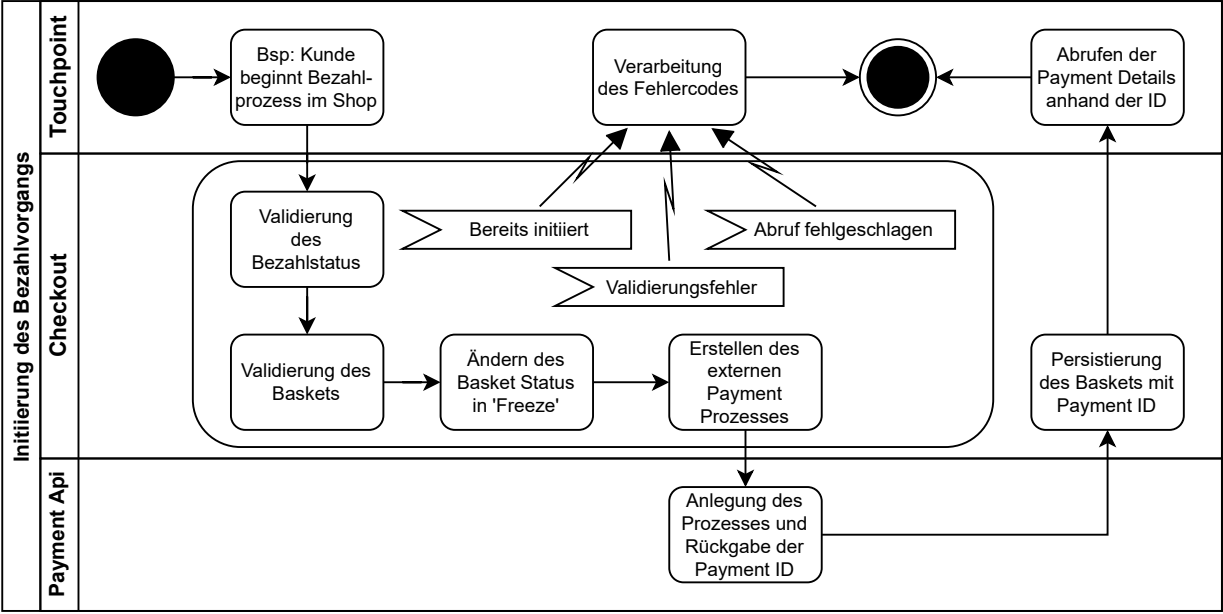 Initiierung des Bezahlvorgangs
Touchpoint
Bsp: Kunde
beginnt Bezahl-
prozess im Shop
Verarbeitung
des Fehlercodes
Abrufen der
Payment Details
anhand der ID
Checkout
Validierung
des
Bezahlstatus
Bereits initiiert
Abruf fehlgeschlagen
Validierungsfehler
Validierung des
Baskets
Ändern des
Basket Status
in 'Freeze'
Erstellen des
externen
Payment
Prozesses
Persistierung
des Baskets mit
Payment ID
Payment Api
Anlegung des
Prozesses und
Rückgabe der
Payment ID